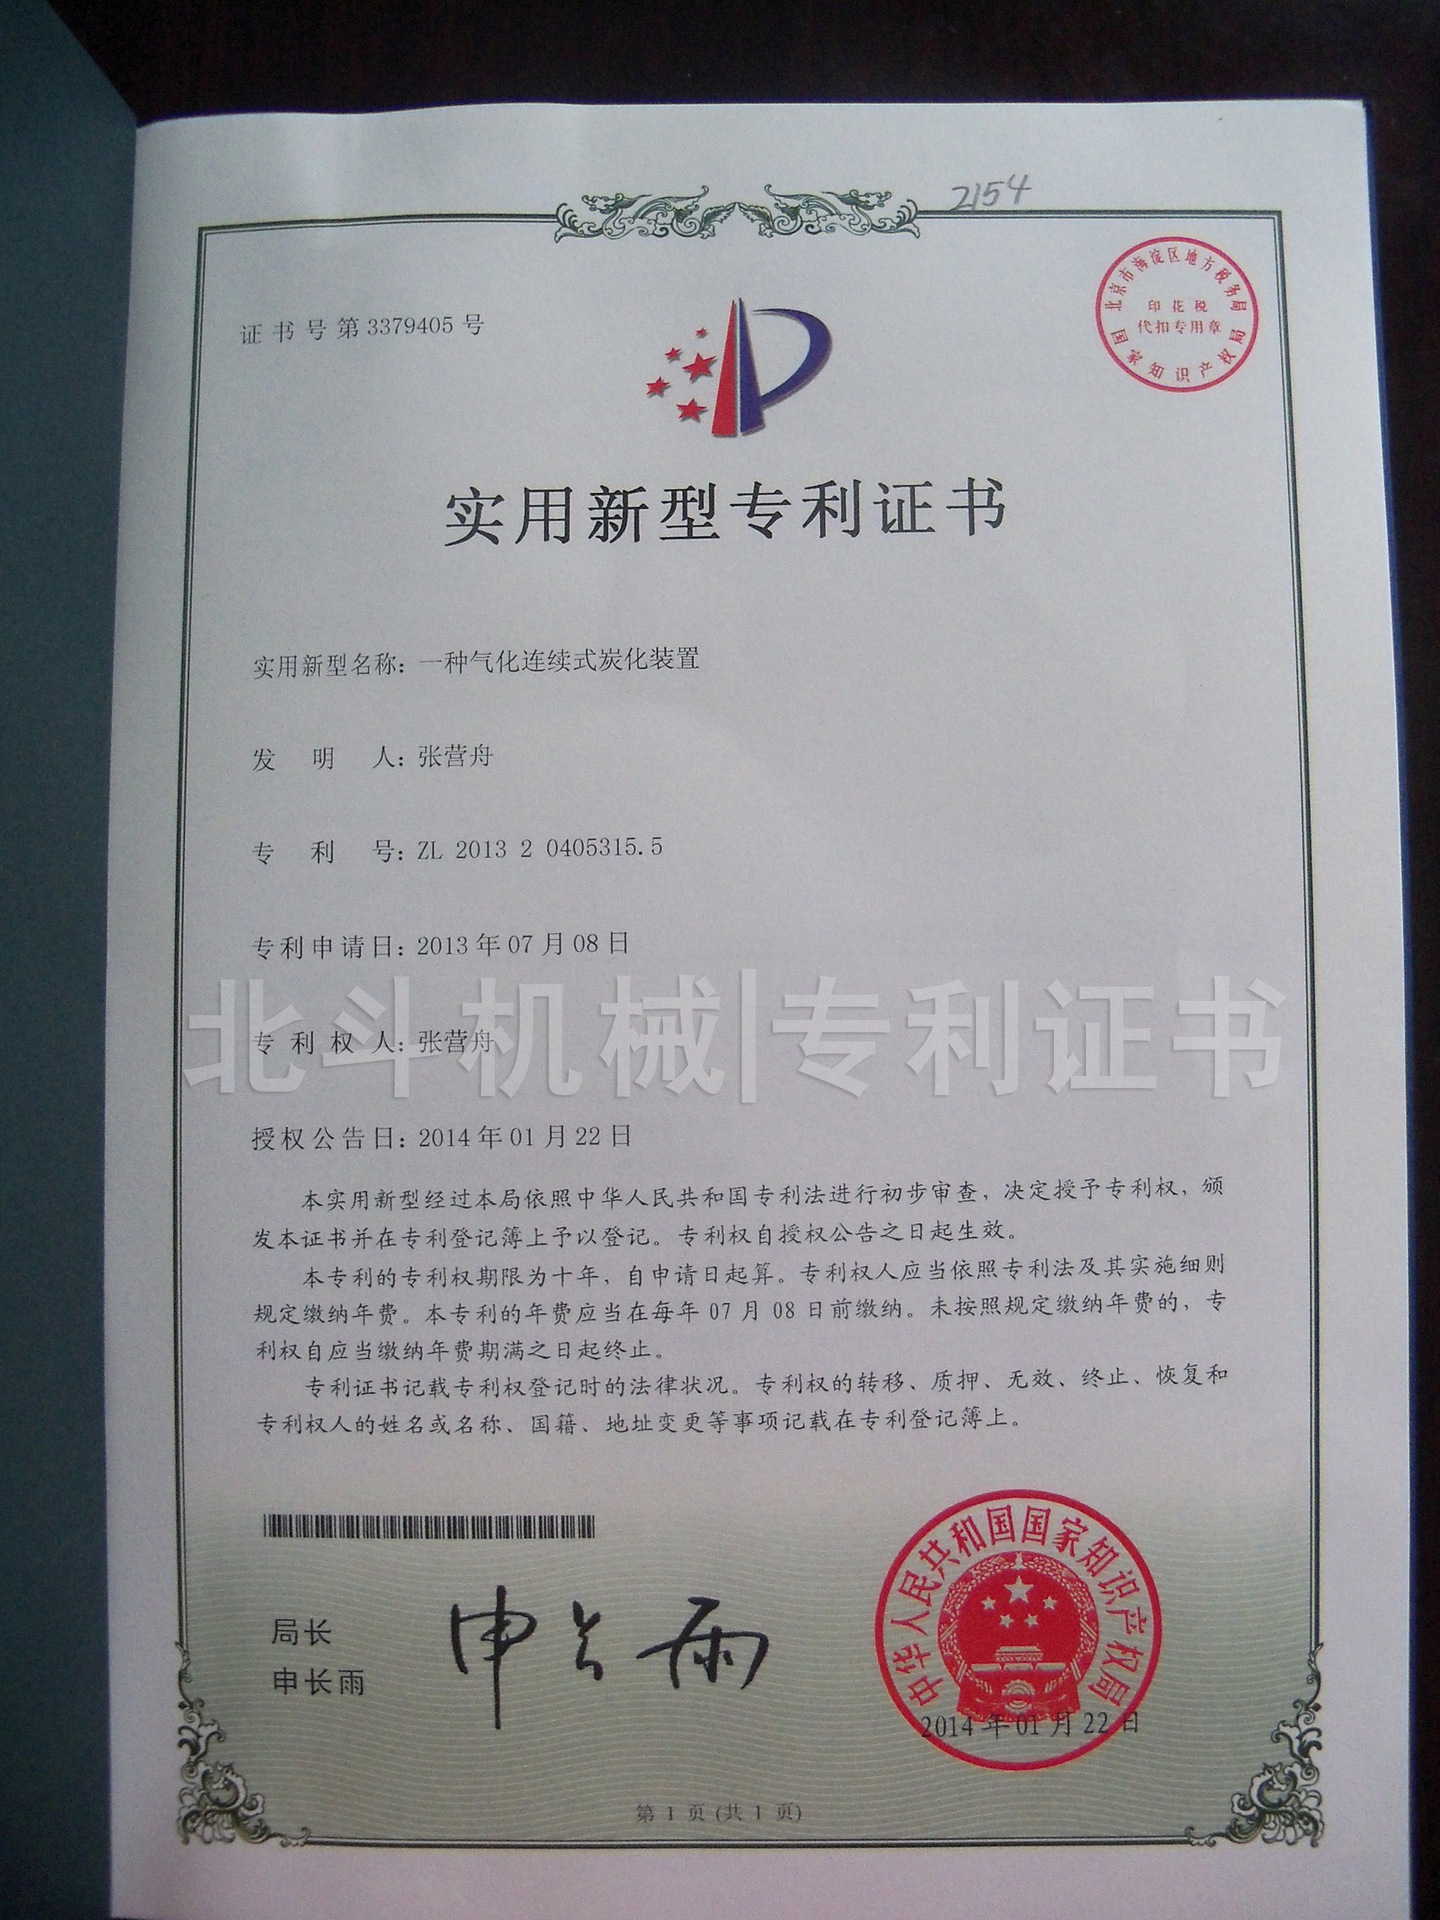 2154
证书号第3379405号
北京市海淀区地方税务局
印花税
代扣专用章
国家知识产权局
实用新型专利证书
实用新型名称：一种气化连续式炭化装置
发明人：张营舟
专利号：ZL 2013 2 0405315.5
专利申请日：2013年07月08日
北斗机械|专利证书
专利权人：张营舟
授权公告日：2014年01月22日
本实用新型经过本局依照中华人民共和国专利法进行初步审查，决定授予专利权，颁
发本证书并在专利登记簿上予以登记。专利权自授权公告之日起生效。
本专利的专利权期限为十年，自申请日起算。专利权人应当依照专利法及其实施细则
规定缴纳年费。本专利的年费应当在每年07月08日前缴纳。未按照规定缴纳年费的，专
利权自应当缴纳年费期满之日起终止。
专利证书记载专利权登记时的法律状况。专利权的转移、质押、无效、终止、恢复和
专利权人的姓名或名称、国籍、地址变更等事项记载在专利登记簿上。
局长
申长雨
申长雨
中华人民共和国国家知识产权局
2014年01月22日
第1页(共1页)